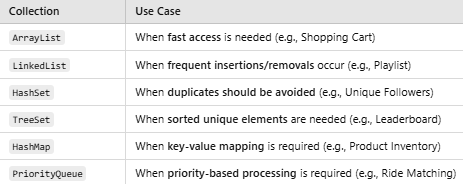 Collection Use Case
ArrayList When fast access is needed (e.g., Shopping Cart)
LinkedList When frequent insertions/removals occur (e.g., Playlist)
HashSet When duplicates should be avoided (e.g., Unique Followers)
TreeSet When sorted unique elements are needed (e.g., Leaderboard)
HashMap When key-value mapping is required (e.g., Product Inventory)
PriorityQueue When priority-based processing is required (e.g., Ride Matching)